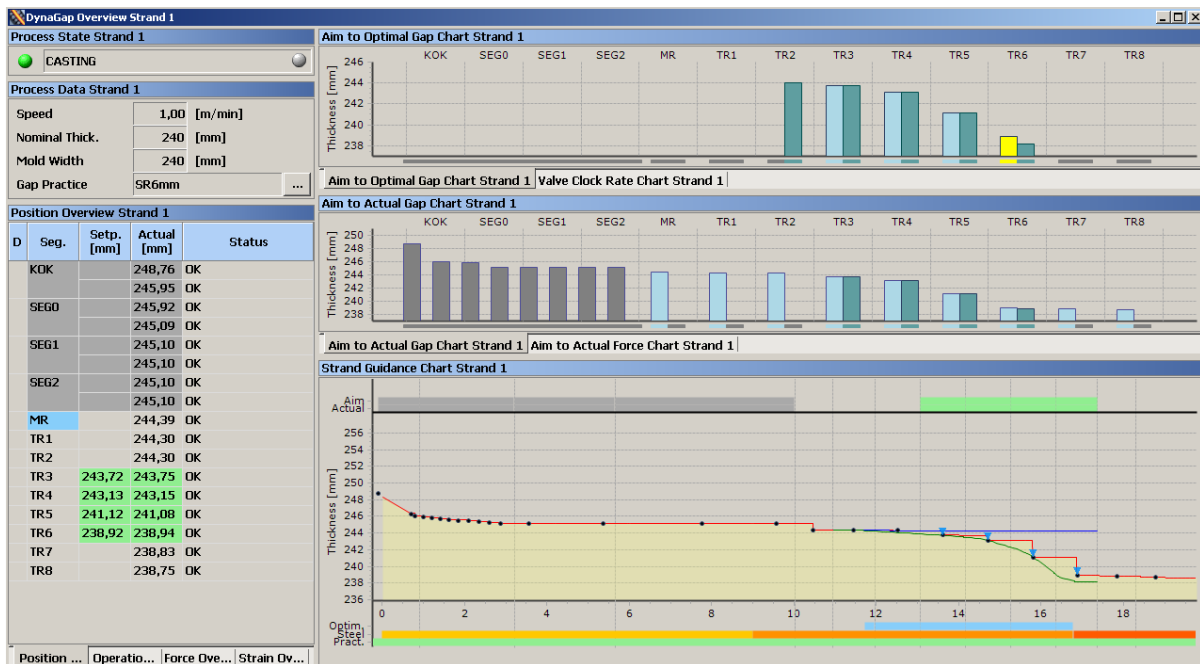 DynaGap Overview Strand 1
Process State Strand 1
CASTING
Process Data Strand 1
Speed 1,00 [m/min]
Nominal Thick. 240 [mm]
Mold Width 240 [mm]
Gap Practice SR6mm ...
Position Overview Strand 1
D Seg. Setp. [mm] Actual [mm] Status
KOK 248,76 OK
245,95 OK
SEG0 245,92 OK
245,09 OK
SEG1 245,10 OK
245,10 OK
SEG2 245,10 OK
245,10 OK
MR 244,39 OK
TR1 244,30 OK
TR2 244,30 OK
TR3 243,72 243,75 OK
TR4 243,13 243,15 OK
TR5 241,12 241,08 OK
TR6 238,92 238,94 OK
TR7 238,83 OK
TR8 238,75 OK
Position ... Operatio... Force Ove... Strain Ov...
Aim to Optimal Gap Chart Strand 1
KOK SEG0 SEG1 SEG2 MR TR1 TR2 TR3 TR4 TR5 TR6 TR7 TR8
Thickness [mm]
246
244
242
240
238
Aim to Optimal Gap Chart Strand 1 Valve Clock Rate Chart Strand 1
Aim to Actual Gap Chart Strand 1
KOK SEG0 SEG1 SEG2 MR TR1 TR2 TR3 TR4 TR5 TR6 TR7 TR8
Thickness [mm]
250
248
246
244
242
240
238
Aim to Actual Gap Chart Strand 1 Aim to Actual Force Chart Strand 1
Strand Guidance Chart Strand 1
Aim
Actual
Thickness [mm]
256
254
252
250
248
246
244
242
240
238
236
0 2 4 6 8 10 12 14 16 18
Optim.
Steel
Pract.